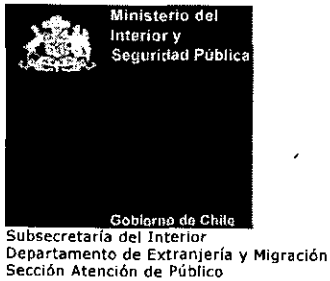 Ministerio del
Interior y
Seguridad Pública
Gobierno de Chile
Subsecretaría del Interior
Departamento de Extranjería y Migración
Sección Atención de Público